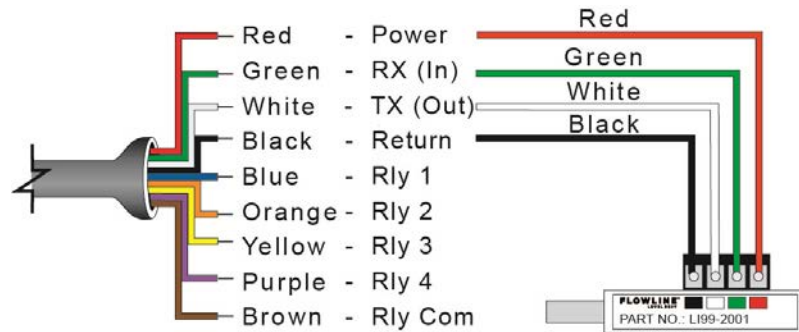 Red - Power Red
Green - RX (In) Green
White - TX (Out) White
Black - Return Black
Blue - Rly 1
Orange - Rly 2
Yellow - Rly 3
Purple - Rly 4
Brown - Rly Com
FLOWLINE
PART NO.: LI99-2001